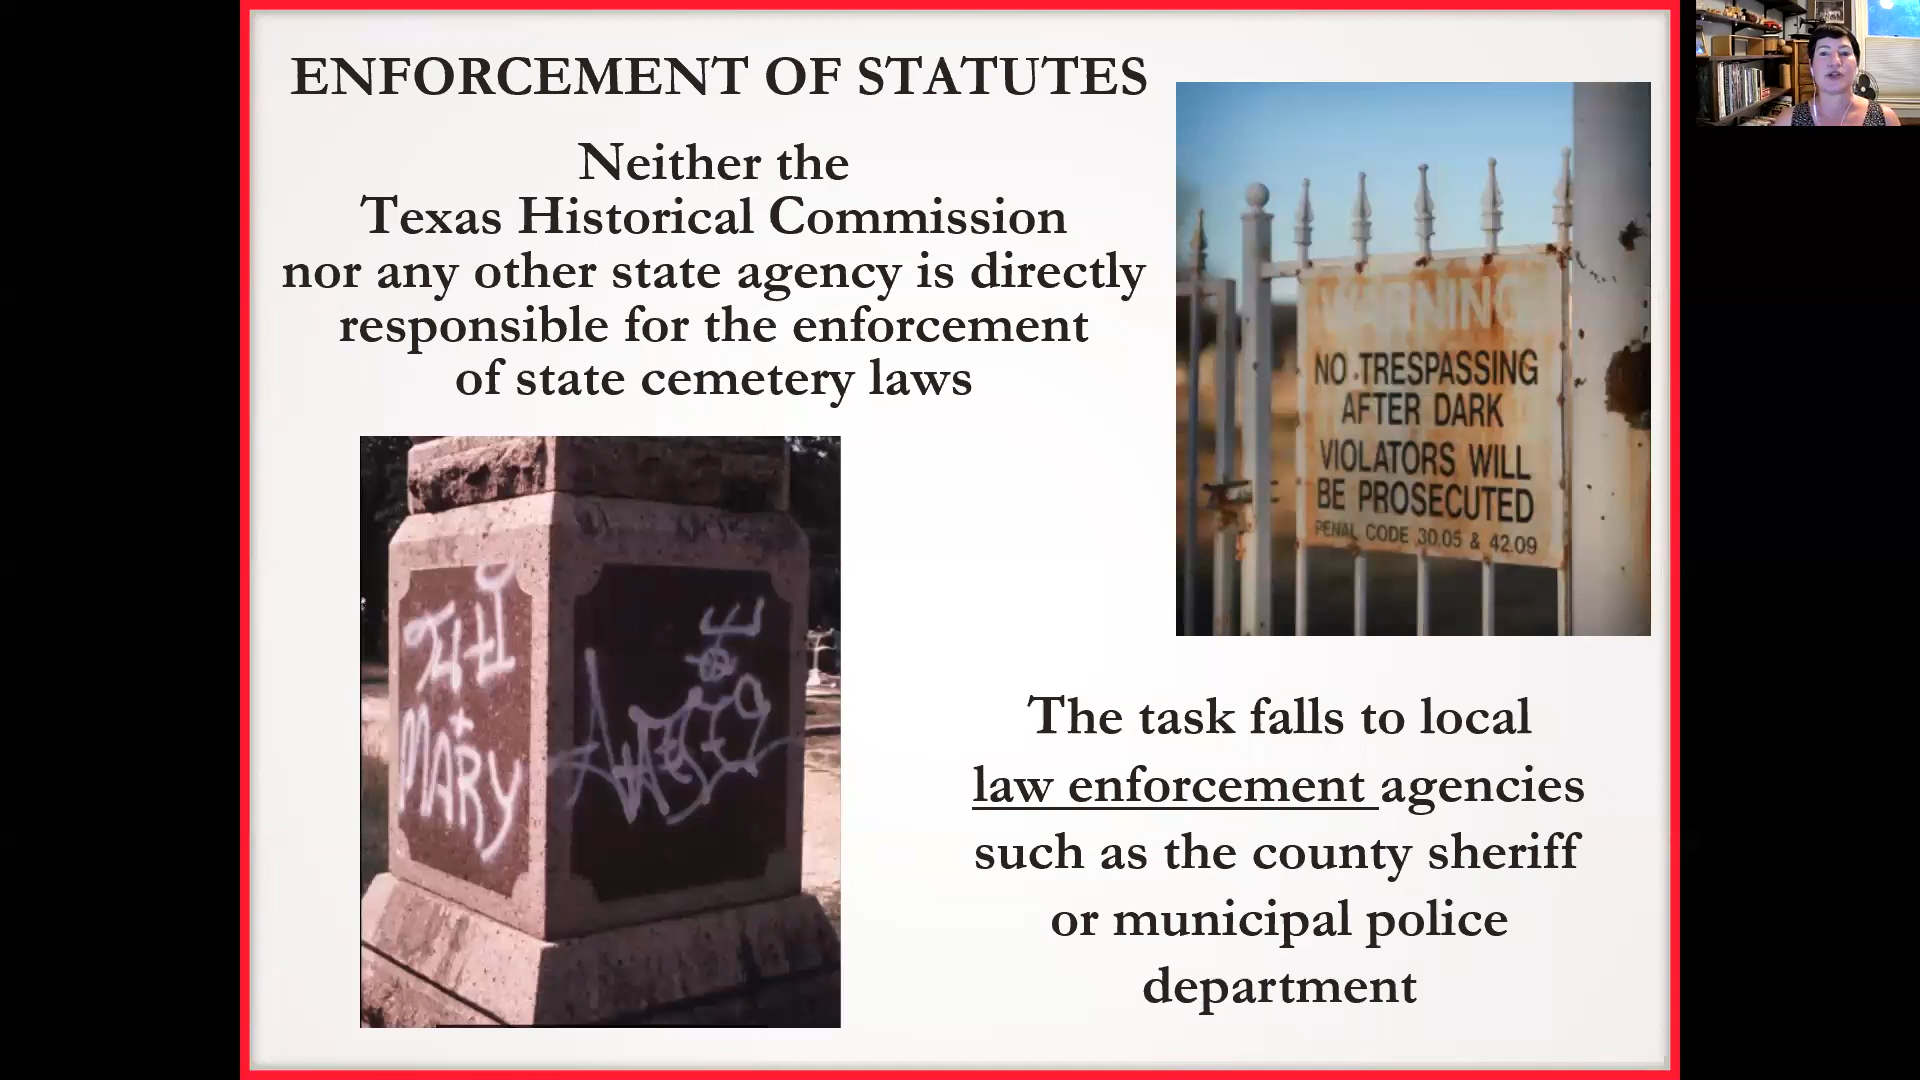 ENFORCEMENT OF STATUTES
Neither the
Texas Historical Commission
nor any other state agency is directly
responsible for the enforcement
of state cemetery laws
WARNING
NO TRESPASSING
AFTER DARK
VIOLATORS WILL
BE PROSECUTED
PENAL CODE 30.05 & 42.09
MARY
The task falls to local
law enforcement agencies
such as the county sheriff
or municipal police
department